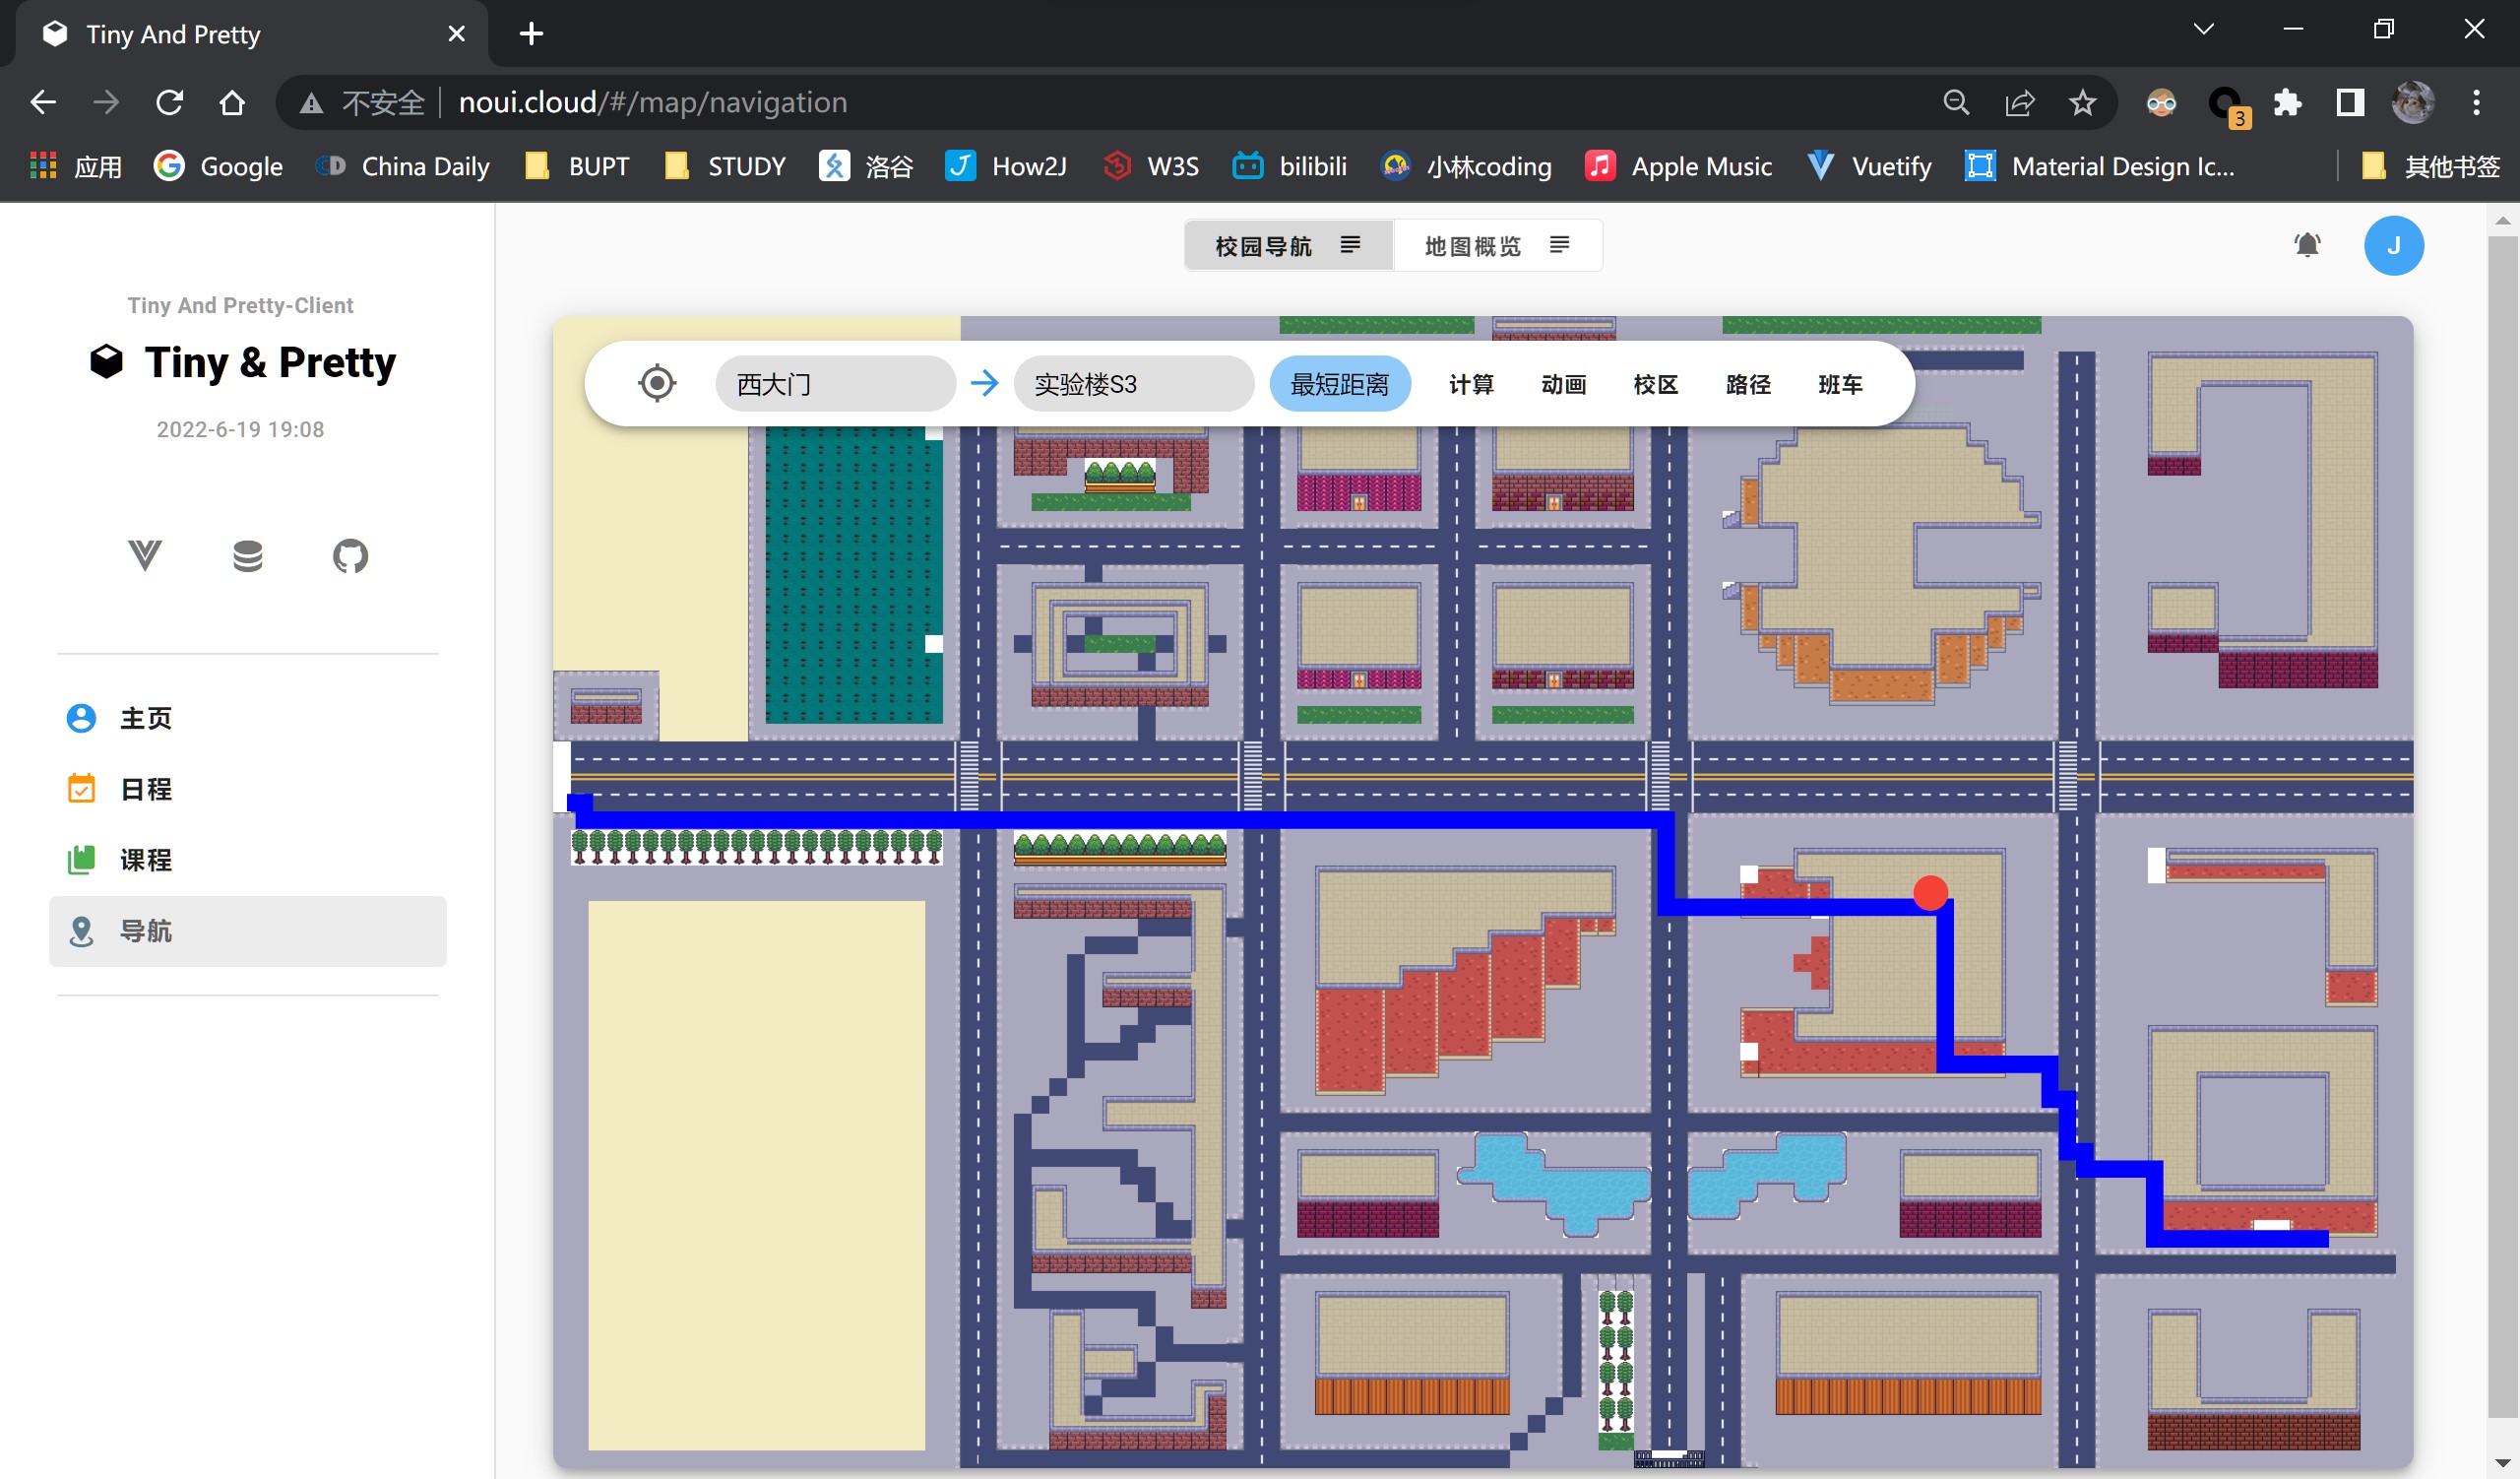 Tiny And Pretty
不安全 noui.cloud/#/map/navigation
3
应用 Google China Daily BUPT STUDY 洛谷 How2J W3S bilibili 小林coding Apple Music Vuetify Material Design Ic... 其他书签
校园导航 地图概览
J
Tiny And Pretty-Client
Tiny & Pretty
2022-6-19 19:08
主页
日程
课程
导航
西大门 实验楼S3 最短距离 计算 动画 校区 路径 班车